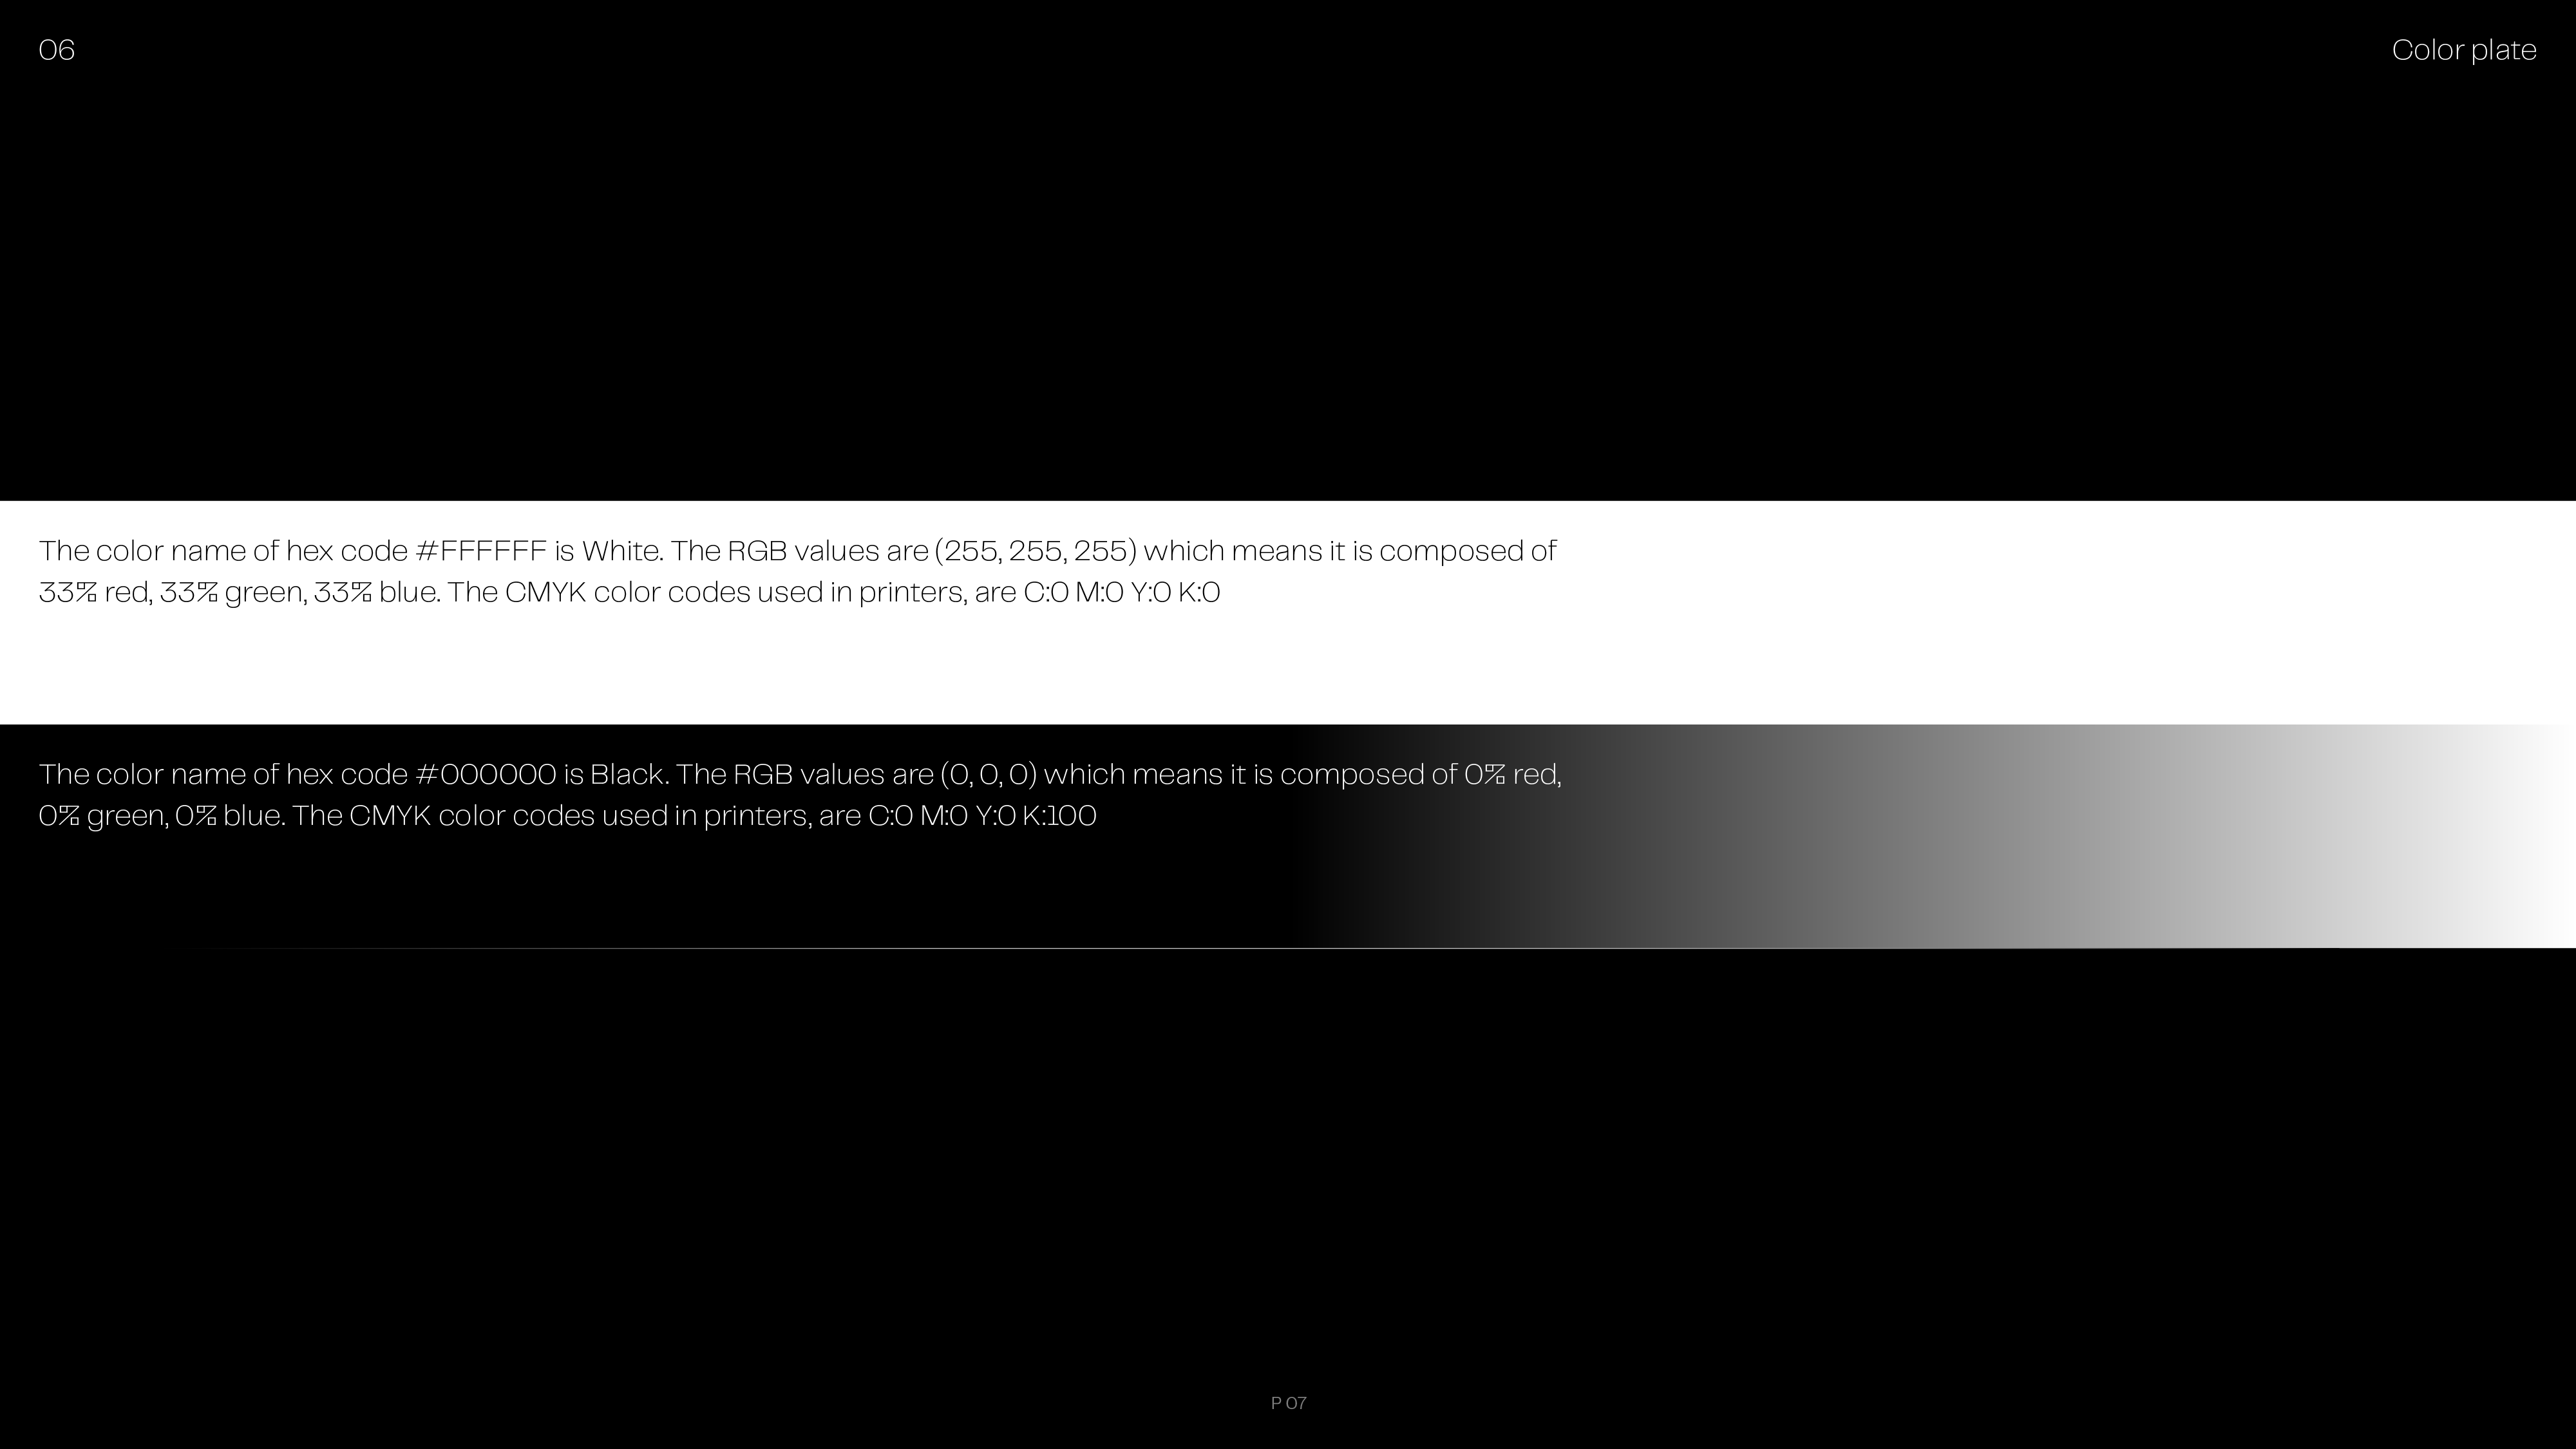 06
Color plate
The color name of hex code #FFFFFF is White. The RGB values are (255, 255, 255) which means it is composed of
33% red, 33% green, 33% blue. The CMYK color codes used in printers, are C:0 M:0 Y:0 K:0
The color name of hex code #000000 is Black. The RGB values are (0, 0, 0) which means it is composed of 0% red,
0% green, 0% blue. The CMYK color codes used in printers, are C:0 M:0 Y:0 K:100
P 07